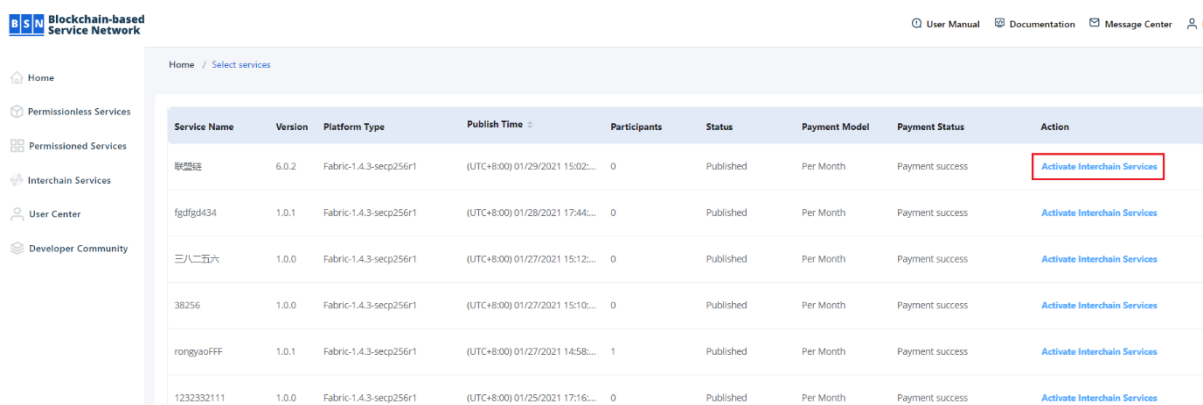 BSN Blockchain-based
Service Network
User Manual Documentation Message Center
Home / Select services
Home
Permissionless Services
Permissioned Services
Interchain Services
User Center
Developer Community
Service Name Version Platform Type Publish Time Participants Status Payment Model Payment Status Action
联盟链 6.0.2 Fabric-1.4.3-secp256r1 (UTC+8:00) 01/29/2021 15:02:... 0 Published Per Month Payment success Activate Interchain Services
fgdfgd434 1.0.1 Fabric-1.4.3-secp256r1 (UTC+8:00) 01/28/2021 17:44:... 0 Published Per Month Payment success Activate Interchain Services
三八二五六 1.0.0 Fabric-1.4.3-secp256r1 (UTC+8:00) 01/27/2021 15:12:... 0 Published Per Month Payment success Activate Interchain Services
38256 1.0.0 Fabric-1.4.3-secp256r1 (UTC+8:00) 01/27/2021 15:10:... 0 Published Per Month Payment success Activate Interchain Services
rongyaoFFF 1.0.1 Fabric-1.4.3-secp256r1 (UTC+8:00) 01/27/2021 14:58:... 1 Published Per Month Payment success Activate Interchain Services
1232332111 1.0.0 Fabric-1.4.3-secp256r1 (UTC+8:00) 01/25/2021 17:16:... 0 Published Per Month Payment success Activate Interchain Services